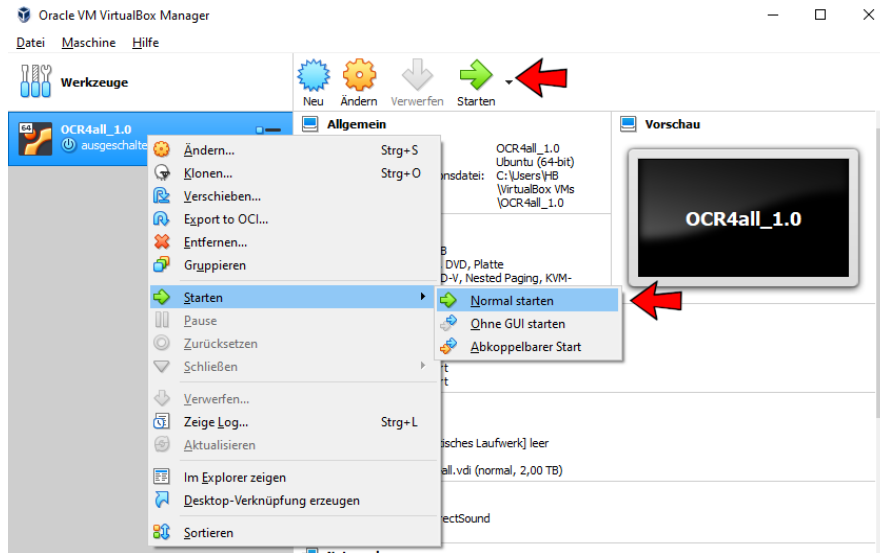 Oracle VM VirtualBox Manager
Datei Maschine Hilfe
Werkzeuge
Neu Ändern Verwerfen Starten
64
OCR4all_1.0
ausgeschalte
Ändern... Strg+S
Klonen... Strg+O
Verschieben...
Export to OCI...
Entfernen...
Gruppieren
Starten
Pause
Zurücksetzen
Schließen
Verwerfen...
Zeige Log... Strg+L
Aktualisieren
Im Explorer zeigen
Desktop-Verknüpfung erzeugen
Sortieren
Normal starten
Ohne GUI starten
Abkoppelbarer Start
Allgemein
OCR4all_1.0
Ubuntu (64-bit)
onsdatei: C:\Users\HB
\VirtualBox VMs
\OCR4all_1.0
B
DVD, Platte
D-V, Nested Paging, KVM-
rt
rt
isches Laufwerk] leer
all.vdi (normal, 2,00 TB)
ectSound
Vorschau
OCR4all_1.0